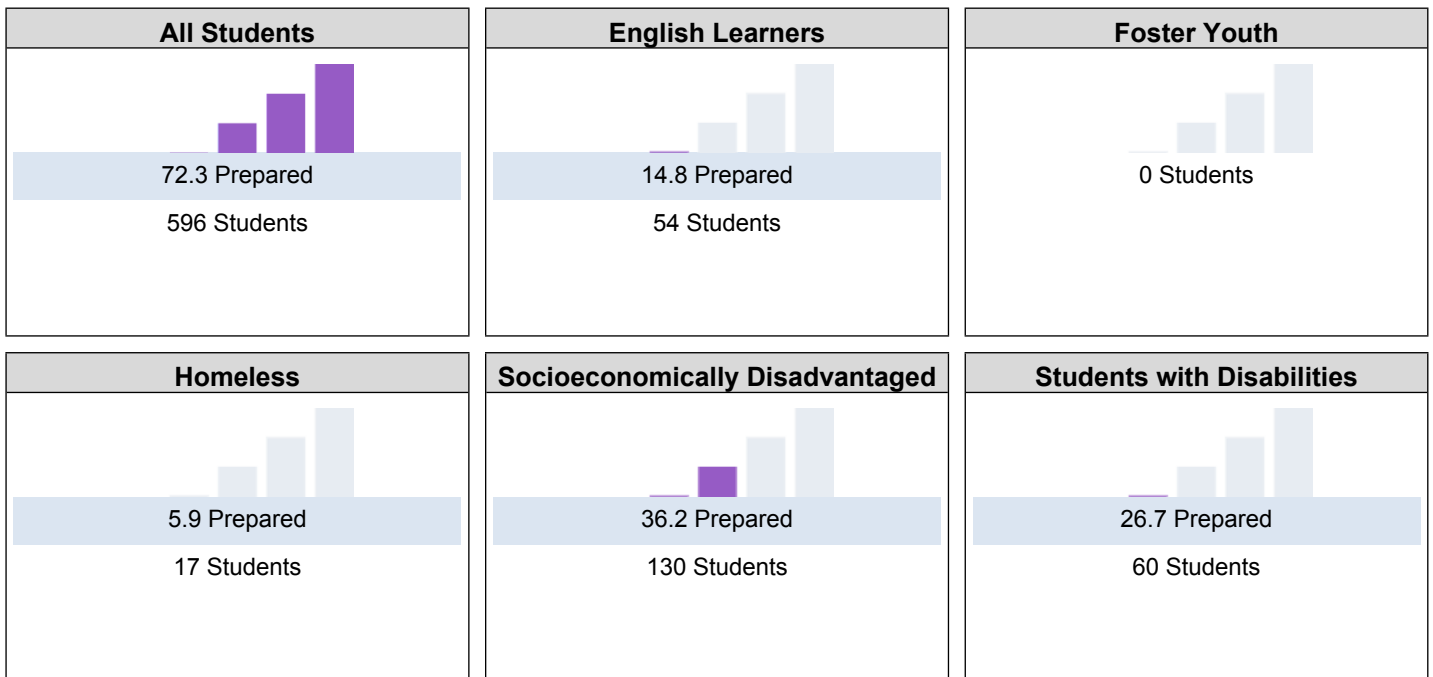 All Students
72.3 Prepared
596 Students
English Learners
14.8 Prepared
54 Students
Foster Youth
0 Students
Homeless
5.9 Prepared
17 Students
Socioeconomically Disadvantaged
36.2 Prepared
130 Students
Students with Disabilities
26.7 Prepared
60 Students